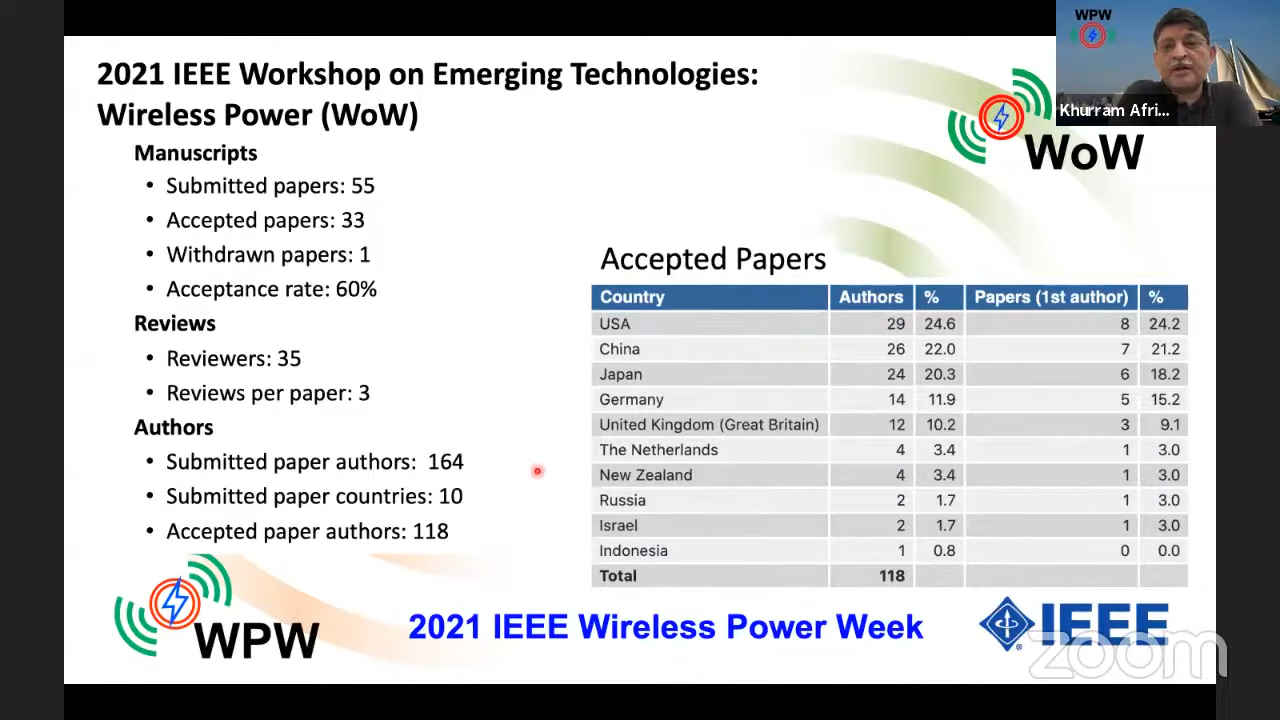 2021 IEEE Workshop on Emerging Technologies:
Wireless Power (WoW)
Manuscripts
• Submitted papers: 55
• Accepted papers: 33
• Withdrawn papers: 1
• Acceptance rate: 60%
Reviews
• Reviewers: 35
• Reviews per paper: 3
Authors
• Submitted paper authors: 164
• Submitted paper countries: 10
• Accepted paper authors: 118
WPW
Khurram Afri...
WoW
Accepted Papers
Country Authors % Papers (1st author) %
USA 29 24.6 8 24.2
China 26 22.0 7 21.2
Japan 24 20.3 6 18.2
Germany 14 11.9 5 15.2
United Kingdom (Great Britain) 12 10.2 3 9.1
The Netherlands 4 3.4 1 3.0
New Zealand 4 3.4 1 3.0
Russia 2 1.7 1 3.0
Israel 2 1.7 1 3.0
Indonesia 1 0.8 0 0.0
Total 118
WPW
2021 IEEE Wireless Power Week
IEEE
®
zoom